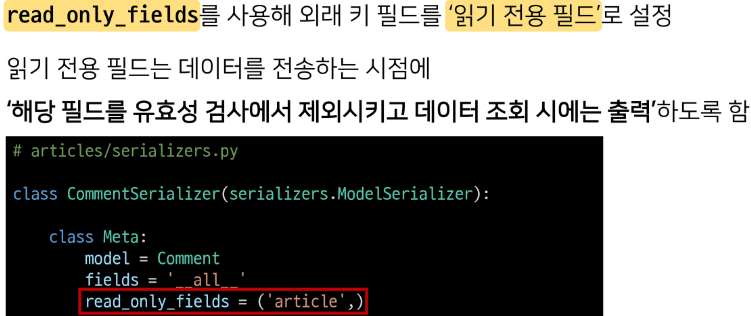 read_only_fields를 사용해 외래 키 필드를 ‘읽기 전용 필드’로 설정
읽기 전용 필드는 데이터를 전송하는 시점에
‘해당 필드를 유효성 검사에서 제외시키고 데이터 조회 시에는 출력’하도록 함
# articles/serializers.py
class CommentSerializer(serializers.ModelSerializer):
    class Meta:
        model = Comment
        fields = '__all__'
        read_only_fields = ('article',)